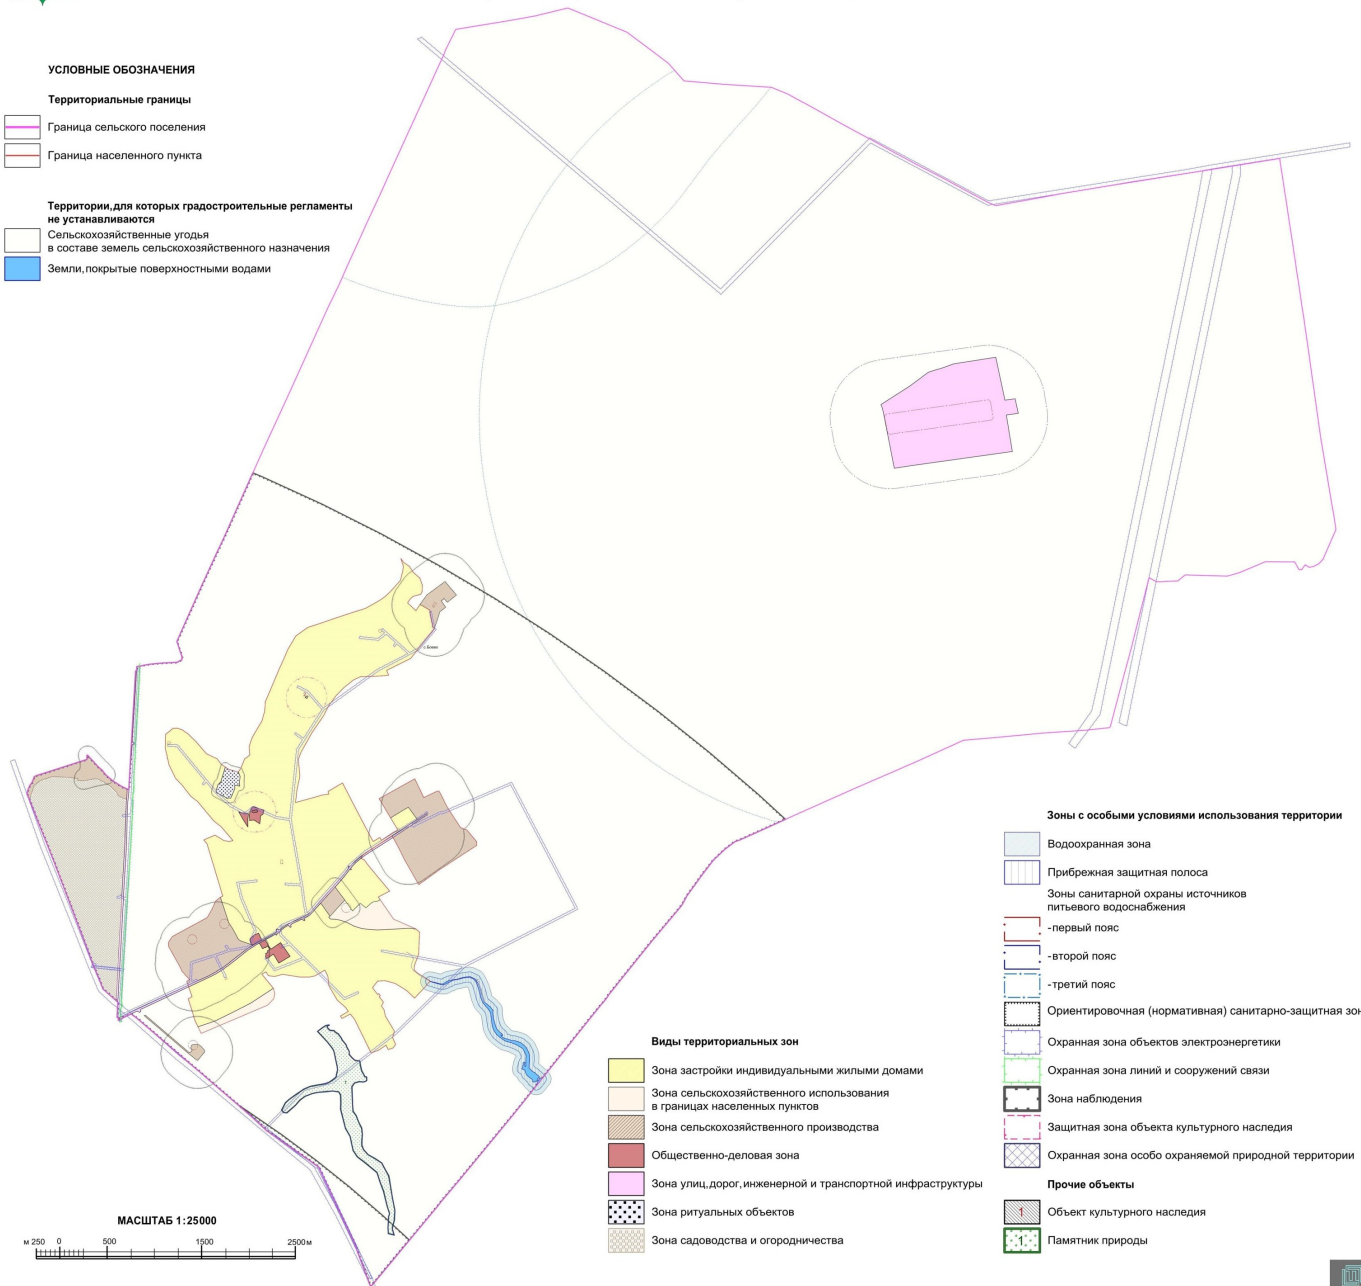 УСЛОВНЫЕ ОБОЗНАЧЕНИЯ
Территориальные границы
Граница сельского поселения
Граница населенного пункта
Территории,для которых градостроительные регламенты
не устанавливаются
Сельскохозяйственные угодья
в составе земель сельскохозяйственного назначения
Земли,покрытые поверхностными водами
МАСШТАБ 1:25000
м 250 0 500 1500 2500м
Виды территориальных зон
Зона застройки индивидуальными жилыми домами
Зона сельскохозяйственного использования
в границах населенных пунктов
Зона сельскохозяйственного производства
Общественно-деловая зона
Зона улиц,дорог,инженерной и транспортной инфраструктуры
Зона ритуальных объектов
Зона садоводства и огородничества
Зоны с особыми условиями использования территории
Водоохранная зона
Прибрежная защитная полоса
Зоны санитарной охраны источников
питьевого водоснабжения
-первый пояс
-второй пояс
-третий пояс
Ориентировочная (нормативная) санитарно-защитная зон
Охранная зона объектов электроэнергетики
Охранная зона линий и сооружений связи
Зона наблюдения
Защитная зона объекта культурного наследия
Охранная зона особо охраняемой природной территории
Прочие объекты
1 Объект культурного наследия
1 Памятник природы